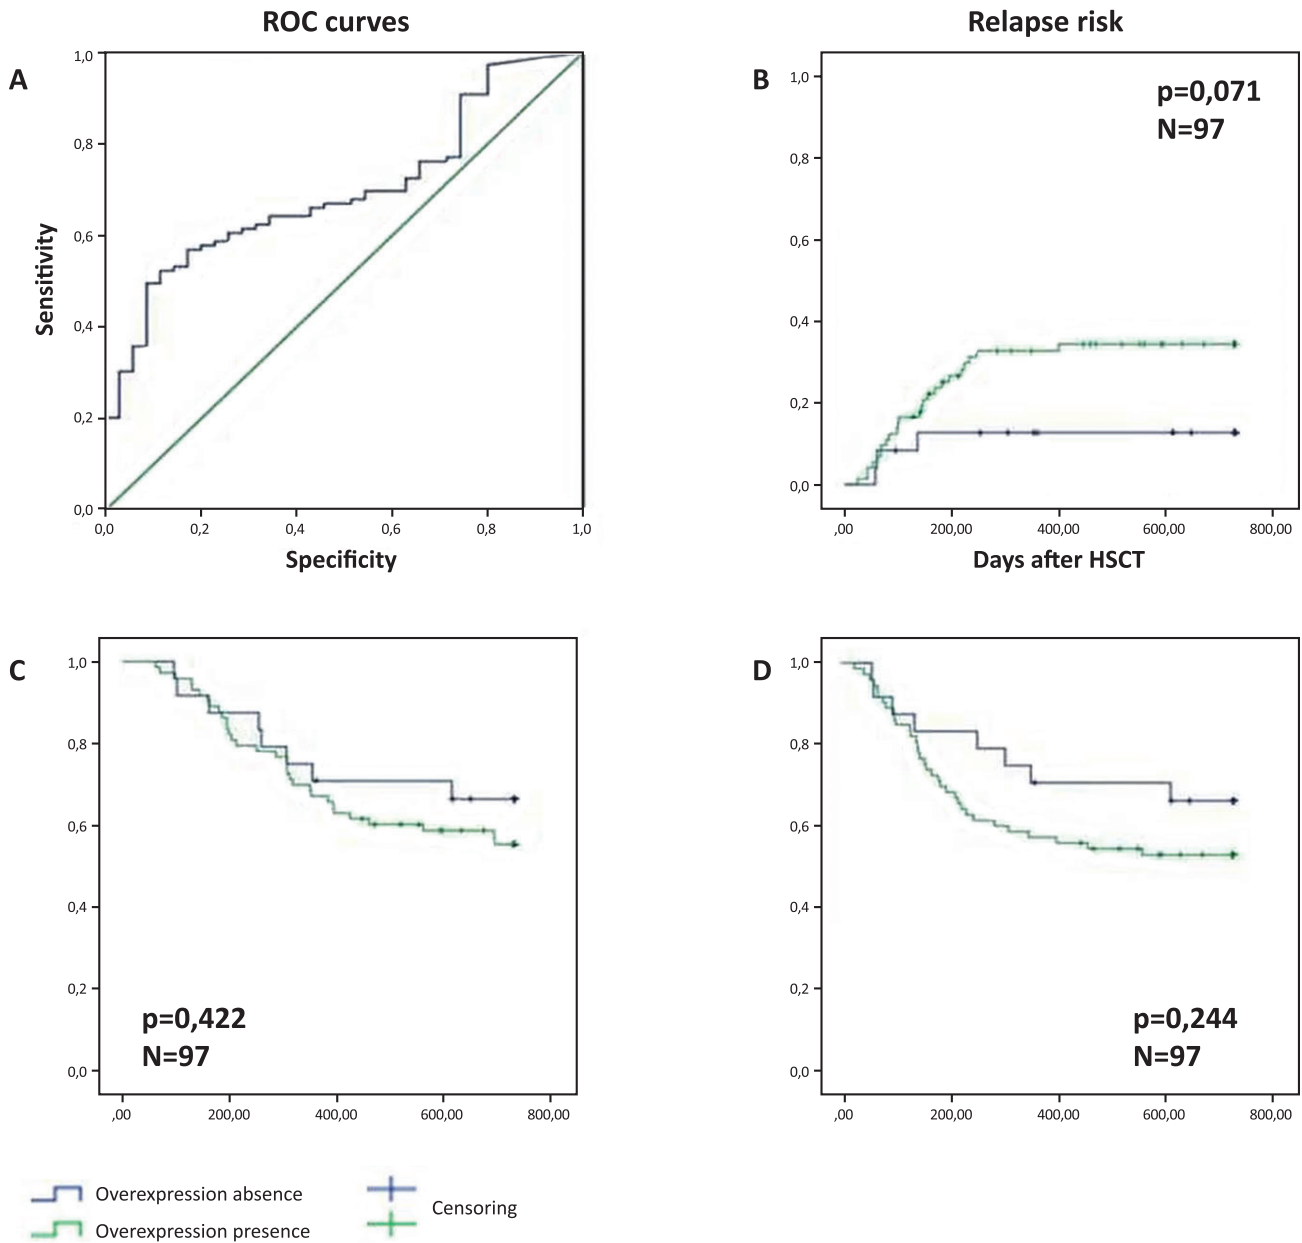 ROC curves
Relapse risk
A
1,0
0,8
0,6
0,4
0,2
0,0
Sensitivity
0,0 0,2 0,4 0,6 0,8 1,0
Specificity
B
p=0,071
N=97
1,0
0,8
0,6
0,4
0,2
0,0
,00 200,00 400,00 600,00 800,00
Days after HSCT
C
1,0
0,8
0,6
0,4
0,2
0,0
p=0,422
N=97
,00 200,00 400,00 600,00 800,00
D
1,0
0,8
0,6
0,4
0,2
0,0
p=0,244
N=97
,00 200,00 400,00 600,00 800,00
Overexpression absence
Overexpression presence
Censoring